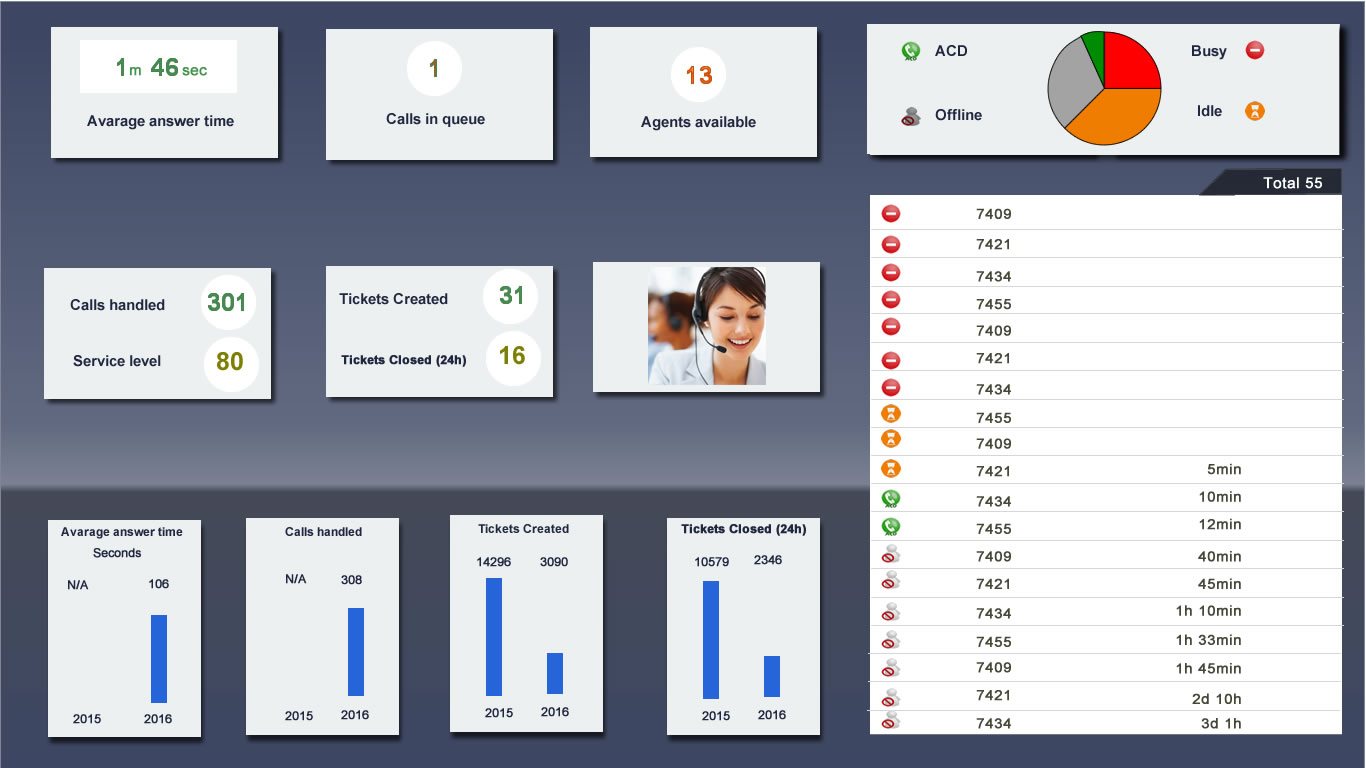 1m 46 sec
Avarage answer time
1
Calls in queue
13
Agents available
ACD
Busy
Offline
Idle
Total 55
Calls handled 301
Service level 80
Tickets Created 31
Tickets Closed (24h) 16
7409
7421
7434
7455
7409
7421
7434
7455
7409
7421 5min
7434 10min
7455 12min
7409 40min
7421 45min
7434 1h 10min
7455 1h 33min
7409 1h 45min
7421 2d 10h
7434 3d 1h
Avarage answer time
Seconds
N/A 106
2015 2016
Calls handled
N/A 308
2015 2016
Tickets Created
14296 3090
2015 2016
Tickets Closed (24h)
10579 2346
2015 2016